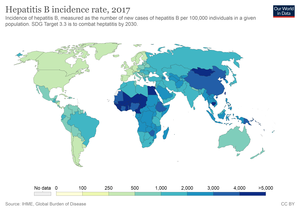 Hepatitis B incidence rate, 2017
Our World
in Data
Incidence of hepatitis B, measured as the number of new cases of hepatitis B per 100,000 individuals in a given
population. SDG Target 3.3 is to combat heptatitis by 2030.
No data 0 100 250 500 1,000 2,000 3,000 4,000 >5,000
Source: IHME, Global Burden of Disease
CC BY